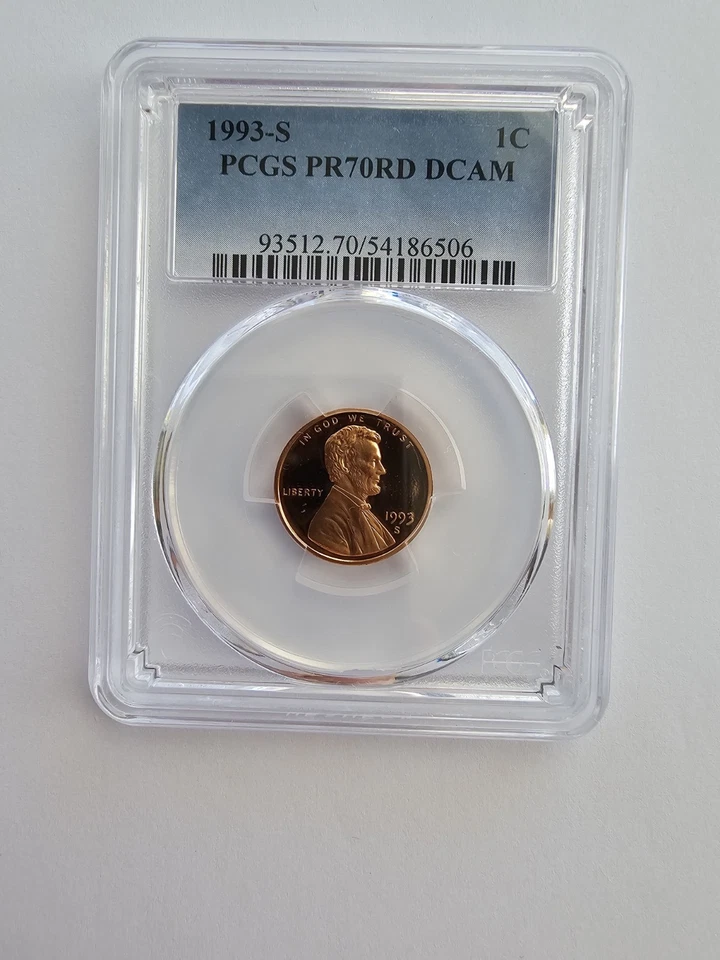 1993-S 1C
PCGS PR70RD DCAM
93512.70/54186506
IN GOD WE TRUST
LIBERTY
1993
S